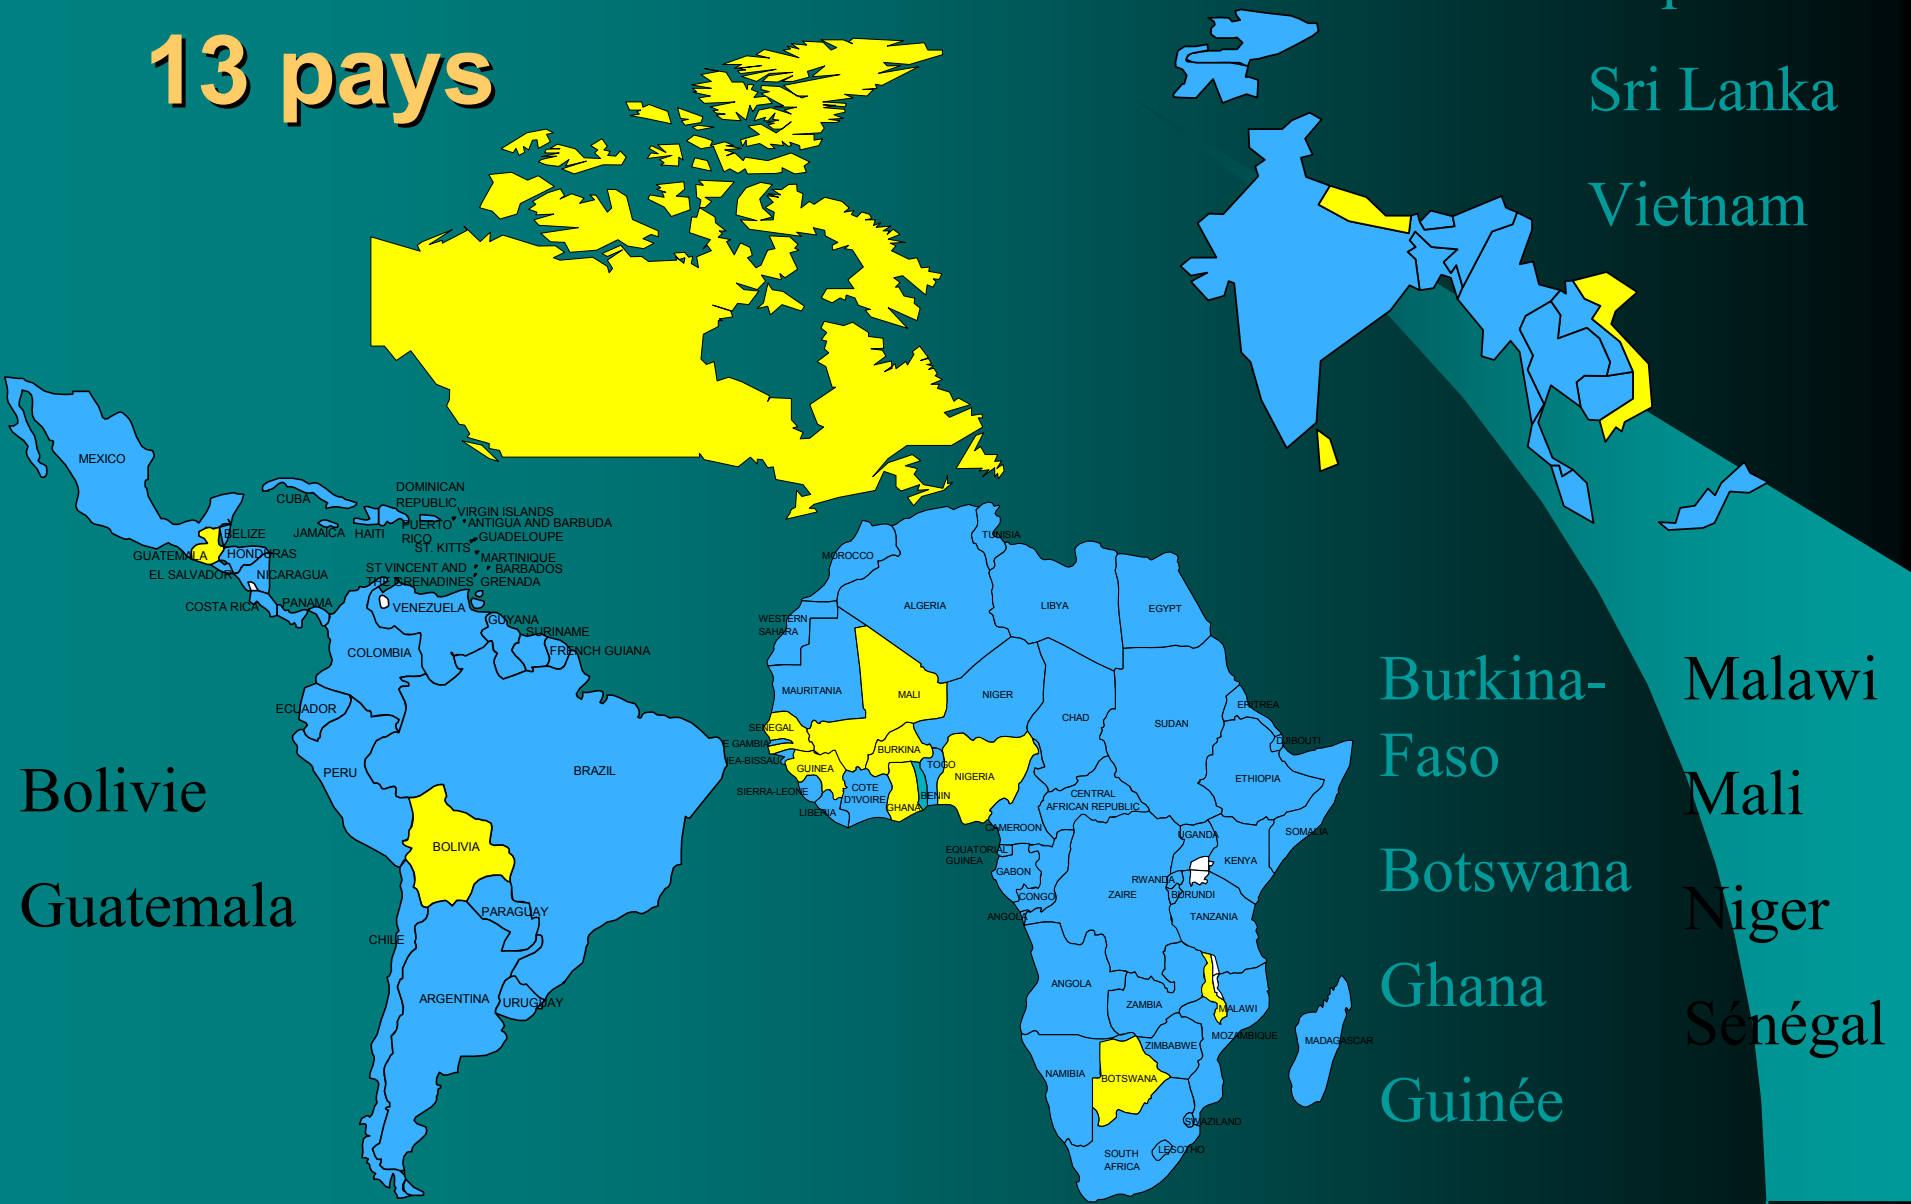 13 pays
Sri Lanka
Vietnam
MEXICO
CUBA
DOMINICAN
REPUBLIC
VIRGIN ISLANDS
PUERTO
RICO
ANTIGUA AND BARBUDA
BELIZE
JAMAICA
HAITI
GUADELOUPE
ST. KITTS
GUATEMALA
HONDURAS
MARTINIQUE
EL SALVADOR
NICARAGUA
ST VINCENT AND
THE GRENADINES
BARBADOS
GRENADA
COSTA RICA
PANAMA
VENEZUELA
GUYANA
SURINAME
FRENCH GUIANA
COLOMBIA
ECUADOR
PERU
BRAZIL
BOLIVIA
PARAGUAY
CHILE
ARGENTINA
URUGUAY
Bolivie
Guatemala
MOROCCO
TUNISIA
ALGERIA
LIBYA
EGYPT
WESTERN
SAHARA
MAURITANIA
MALI
NIGER
CHAD
SUDAN
ERITREA
DJIBOUTI
SENEGAL
E GAMBIA
EA-BISSAU
GUINEA
BURKINA
TOGO
NIGERIA
BENIN
SIERRA-LEONE
COTE
D'IVOIRE
GHANA
LIBERIA
ETHIOPIA
CENTRAL
AFRICAN REPUBLIC
CAMEROON
SOMALIA
UGANDA
KENYA
EQUATORIAL
GUINEA
GABON
CONGO
ZAIRE
RWANDA
BURUNDI
TANZANIA
ANGOLA
ANGOLA
ZAMBIA
MALAWI
MOZAMBIQUE
ZIMBABWE
MADAGASCAR
NAMIBIA
BOTSWANA
SWAZILAND
SOUTH
AFRICA
LESOTHO
Burkina-
Faso
Botswana
Ghana
Guinée
Malawi
Mali
Niger
Sénégal